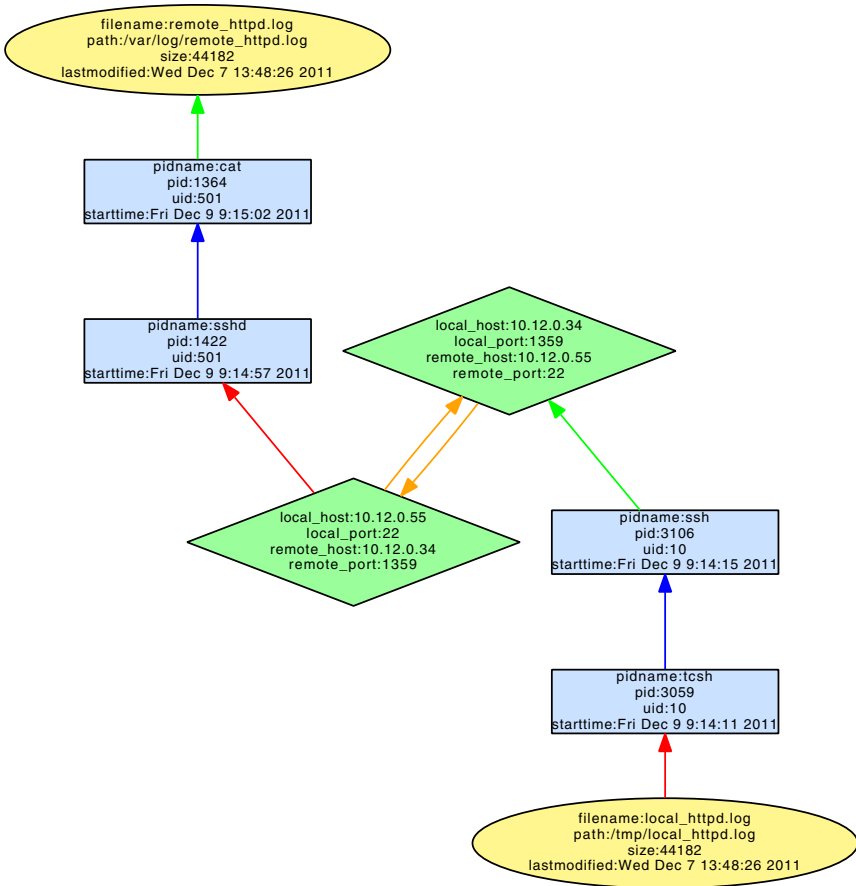 filename:remote_httpd.log
path:/var/log/remote_httpd.log
size:44182
lastmodified:Wed Dec 7 13:48:26 2011
pidname:cat
pid:1364
uid:501
starttime:Fri Dec 9 9:15:02 2011
pidname:sshd
pid:1422
uid:501
starttime:Fri Dec 9 9:14:57 2011
local_host:10.12.0.34
local_port:1359
remote_host:10.12.0.55
remote_port:22
local_host:10.12.0.55
local_port:22
remote_host:10.12.0.34
remote_port:1359
pidname:ssh
pid:3106
uid:10
starttime:Fri Dec 9 9:14:15 2011
pidname:tcsh
pid:3059
uid:10
starttime:Fri Dec 9 9:14:11 2011
filename:local_httpd.log
path:/tmp/local_httpd.log
size:44182
lastmodified:Wed Dec 7 13:48:26 2011